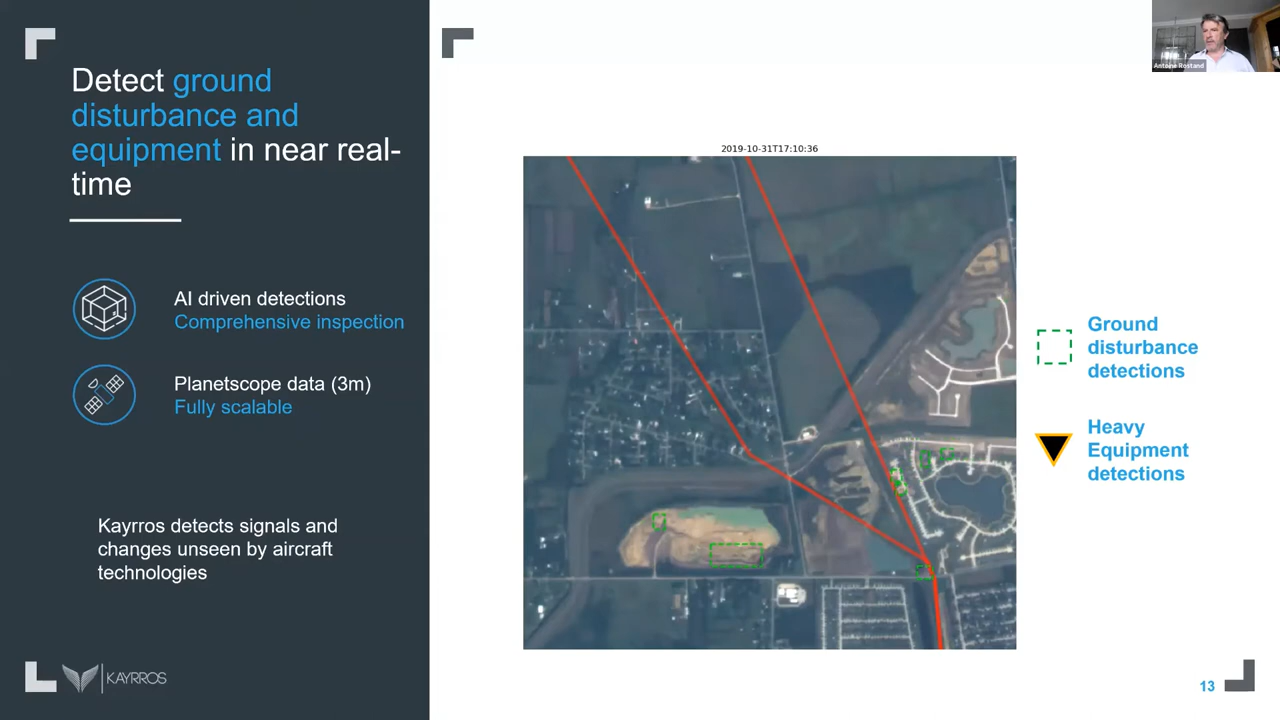 Detect ground
disturbance and
equipment in near real-
time
AI driven detections
Comprehensive inspection
Planetscope data (3m)
Fully scalable
Kayrros detects signals and
changes unseen by aircraft
technologies
KAYRROS
2019-10-31T17:10:36
Ground
disturbance
detections
Heavy
Equipment
detections
Antoine Rostand
13